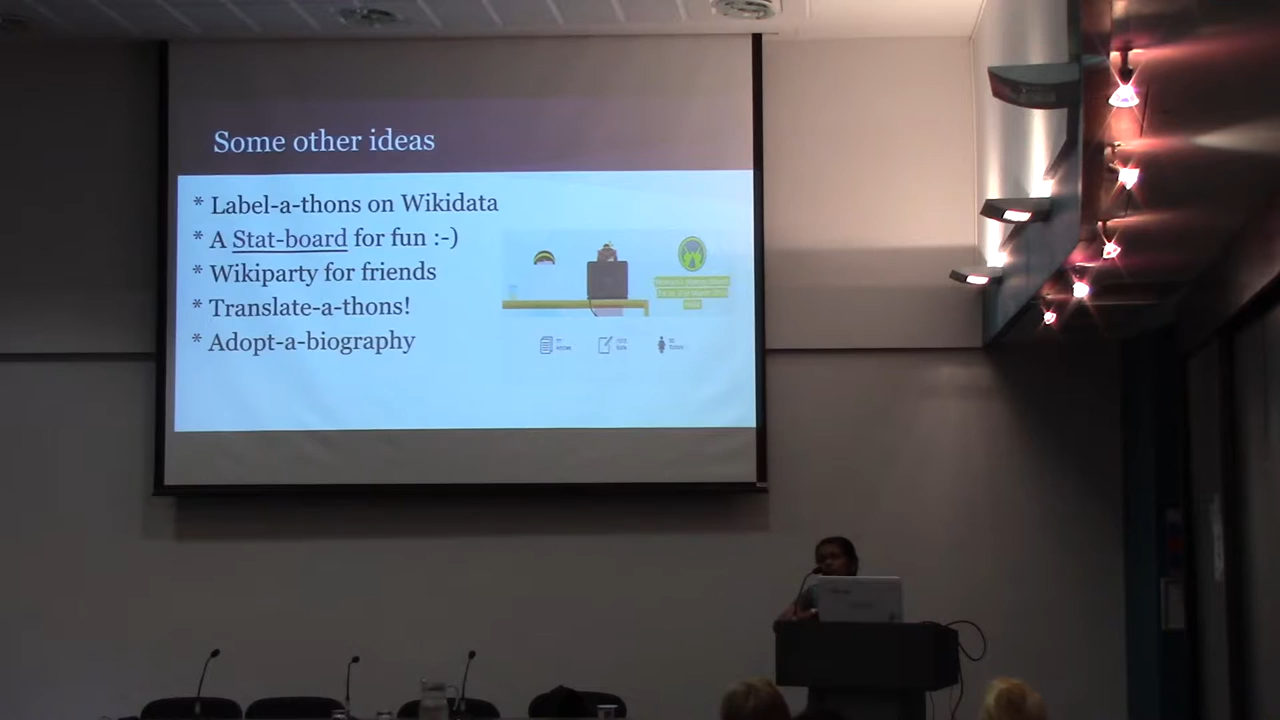 Some other ideas
* Label-a-thons on Wikidata
* A Stat-board for fun :-)
* Wikiparty for friends
* Translate-a-thons!
* Adopt-a-biography